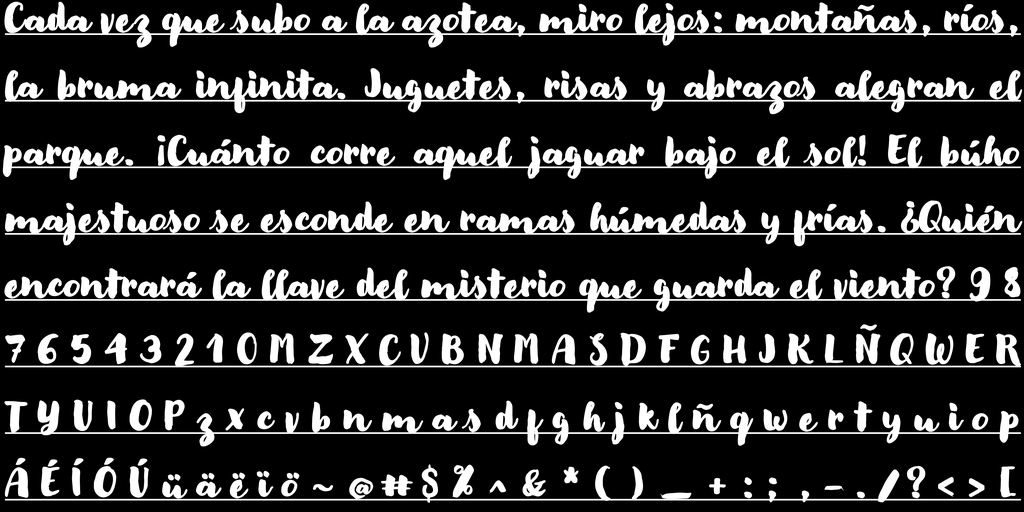 Cada vez que subo a la azotea, miro lejos: montañas, ríos,
la bruma infinita. Juguetes, risas y abrazos alegran el
parque. ¡Cuánto corre aquel jaguar bajo el sol! El búho
majestuoso se esconde en ramas húmedas y frías. ¿Quién
encontrará la llave del misterio que guarda el viento? 9 8
7 6 5 4 3 2 1 0 M Z X C V B N M A S D F G H J K L Ñ Q W E R
T Y U I O P z x c v b n m a s d f g h j k l ñ q w e r t y u i o p
Á É Í Ó Ú ü ä ë ï ö ~ @ # $ % ^ & * ( ) _ + : ; , - . / ? < > [